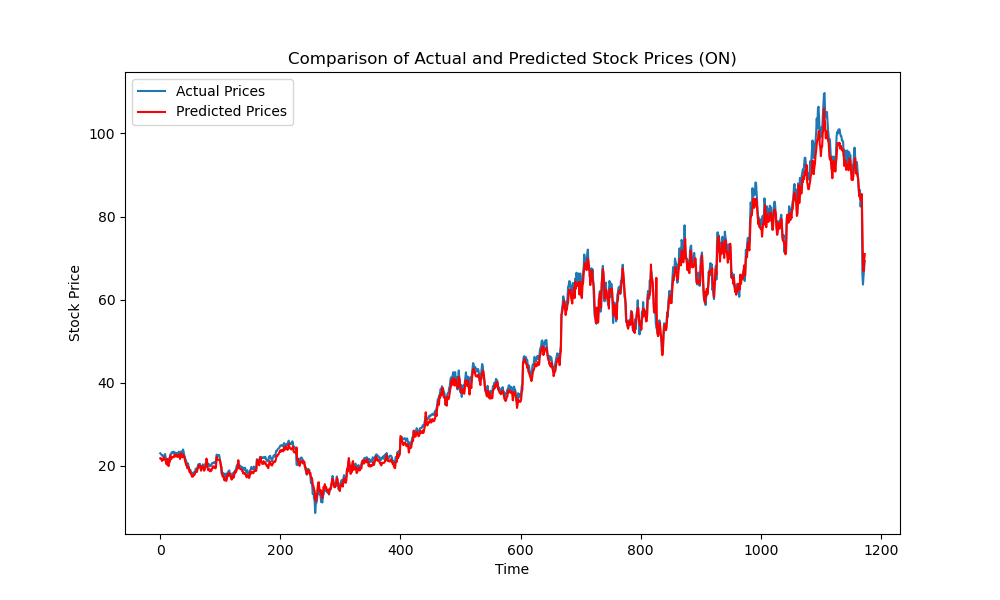 Comparison of Actual and Predicted Stock Prices (ON)
Actual Prices
Predicted Prices
100
80
60
40
20
Stock Price
0 200 400 600 800 1000 1200
Time